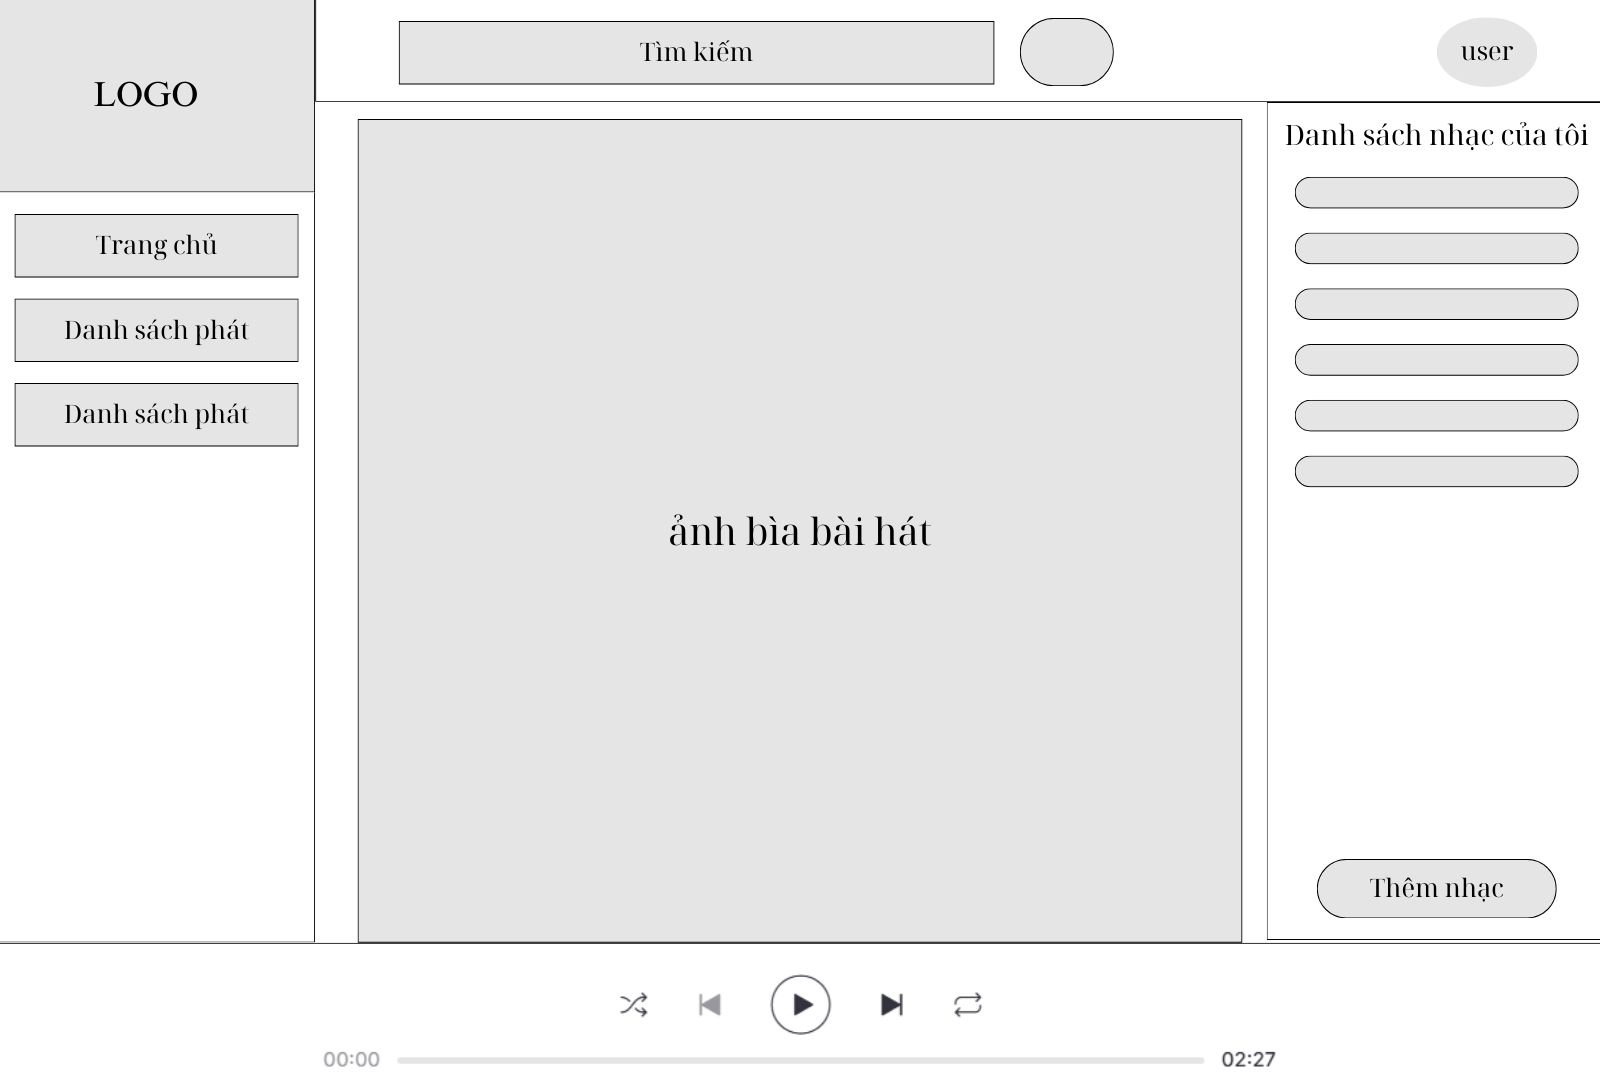 LOGO
Tìm kiếm
user
Trang chủ
Danh sách phát
Danh sách phát
ảnh bìa bài hát
Danh sách nhạc của tôi
Thêm nhạc
00:00
02:27